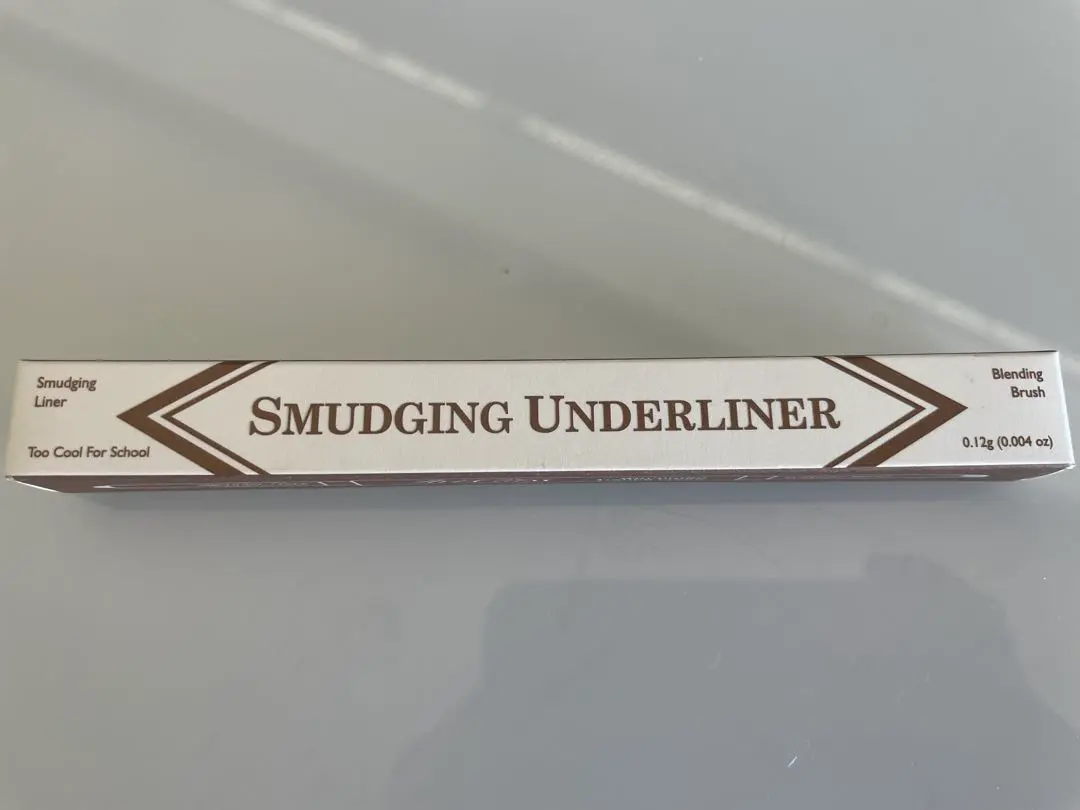 Smudging
Liner
Too Cool For School
SMUDGING UNDERLINER
Blending
Brush
0.12g (0.004 oz)